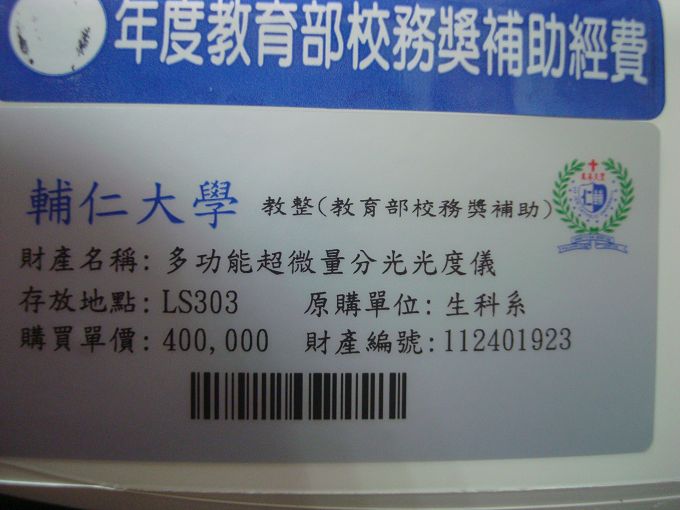 年度教育部校務獎補助經費
輔仁大學 教整(教育部校務獎補助)
財產名稱: 多功能超微量分光光度儀
存放地點: LS303 原購單位: 生科系
購買單價: 400,000 財產編號: 112401923